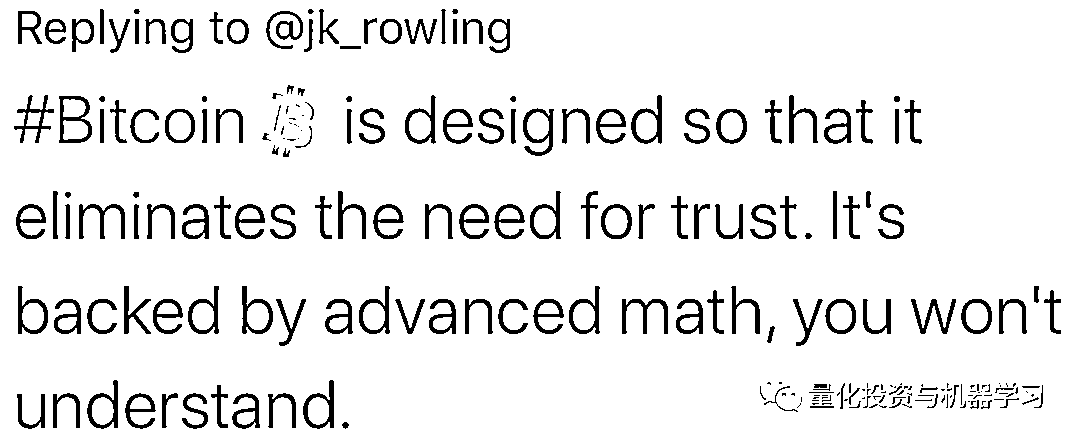 Replying to @jk_rowling
#Bitcoin ₿ is designed so that it
eliminates the need for trust. It's
backed by advanced math, you won't
understand.
量化投资与机器学习